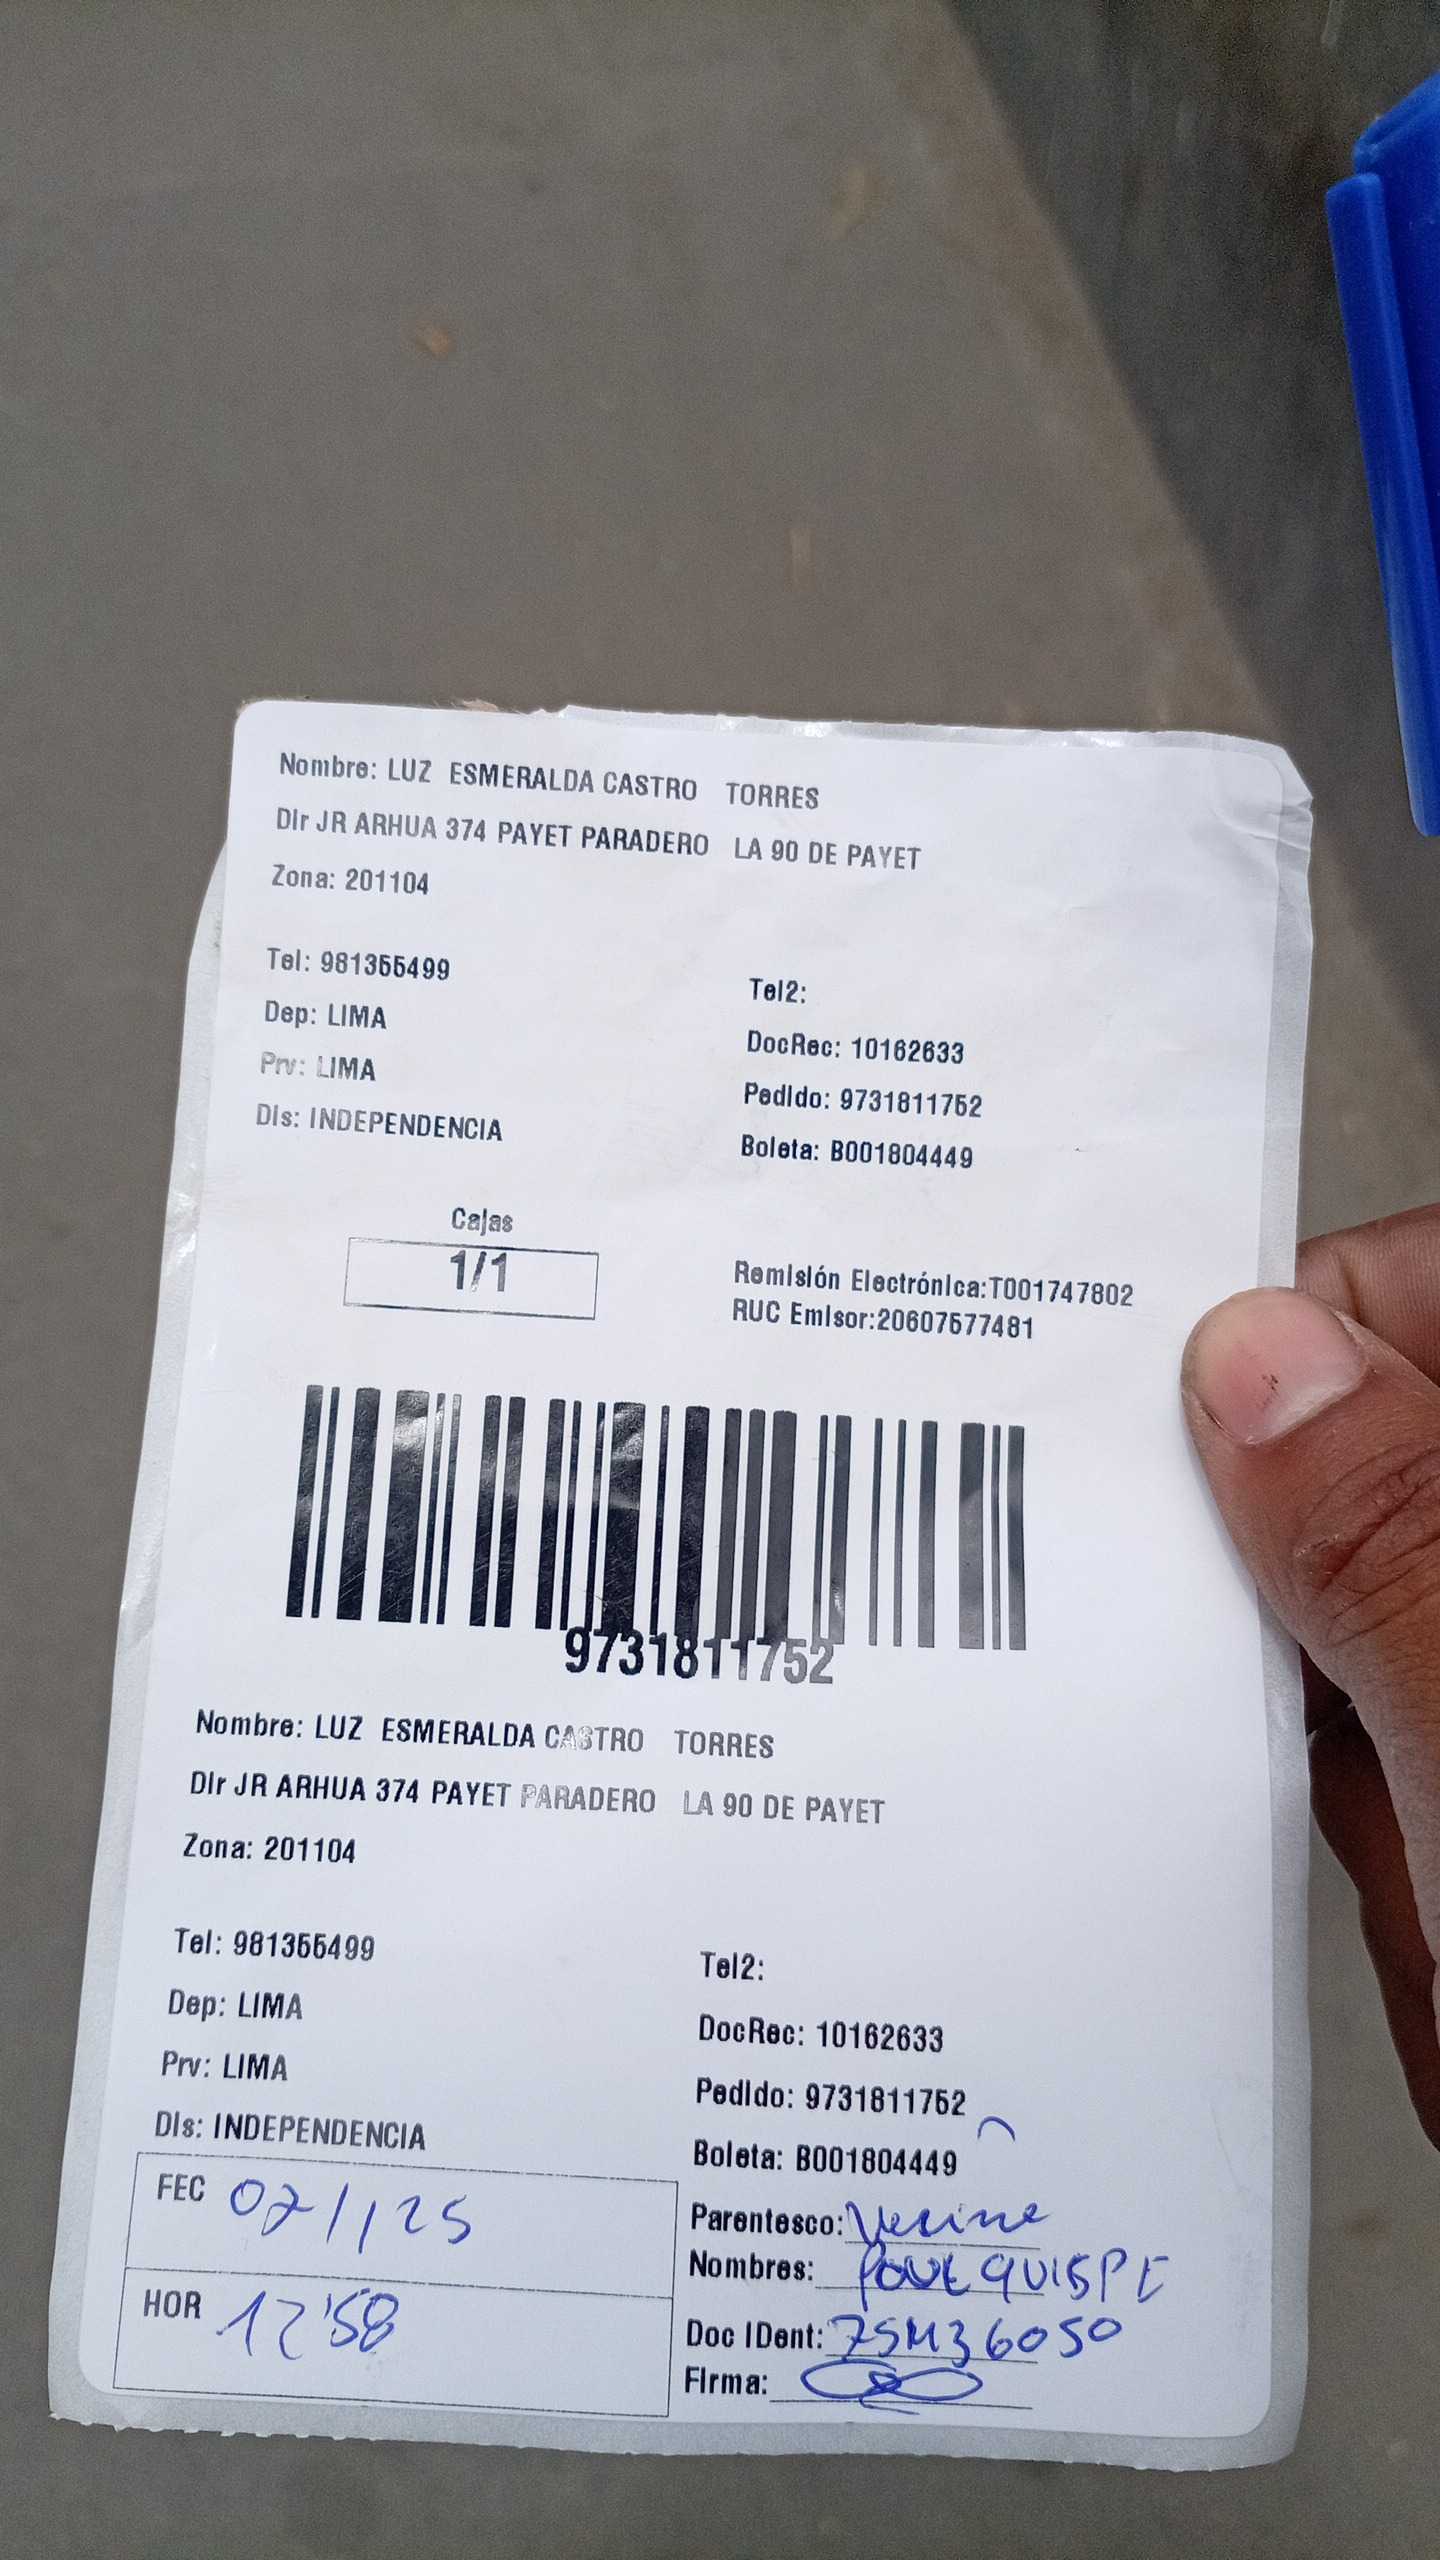 Nombre: LUZ ESMERALDA CASTRO TORRES
Dir JR ARHUA 374 PAYET PARADERO LA 90 DE PAYET
Zona: 201104
Tel: 981355499
Tel2:
Dep: LIMA
DocRec: 10162633
Prv: LIMA
Pedido: 9731811752
Dis: INDEPENDENCIA
Boleta: B001804449
Cajas
1/1
Remisión Electrónica:T001747802
RUC Emisor:20607577481
9731811752
Nombre: LUZ ESMERALDA CASTRO TORRES
Dir JR ARHUA 374 PAYET PARADERO LA 90 DE PAYET
Zona: 201104
Tel: 981355499
Tel2:
Dep: LIMA
DocRec: 10162633
Prv: LIMA
Pedido: 9731811752
Dis: INDEPENDENCIA
Boleta: B001804449
FEC 02/1/25
Parentesco:
Nombres: QUISPE
HOR 12:58
Doc IDent:
Firma: